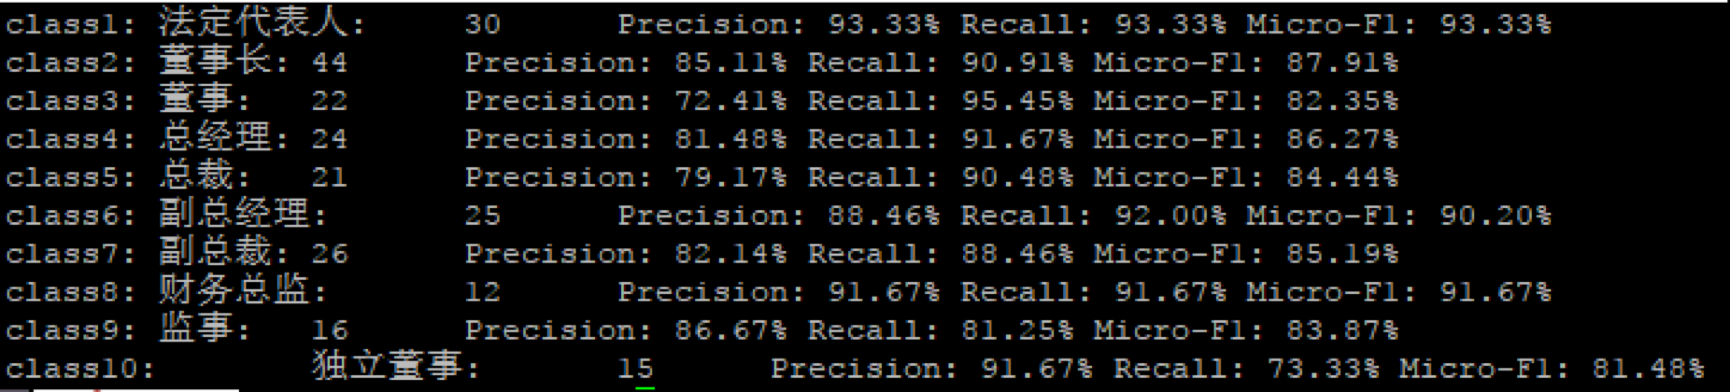 class1: 法定代表人: 30 Precision: 93.33% Recall: 93.33% Micro-F1: 93.33%
class2: 董事长: 44 Precision: 85.11% Recall: 90.91% Micro-F1: 87.91%
class3: 董事: 22 Precision: 72.41% Recall: 95.45% Micro-F1: 82.35%
class4: 总经理: 24 Precision: 81.48% Recall: 91.67% Micro-F1: 86.27%
class5: 总裁: 21 Precision: 79.17% Recall: 90.48% Micro-F1: 84.44%
class6: 副总经理: 25 Precision: 88.46% Recall: 92.00% Micro-F1: 90.20%
class7: 副总裁: 26 Precision: 82.14% Recall: 88.46% Micro-F1: 85.19%
class8: 财务总监: 12 Precision: 91.67% Recall: 91.67% Micro-F1: 91.67%
class9: 监事: 16 Precision: 86.67% Recall: 81.25% Micro-F1: 83.87%
class10: 独立董事: 15 Precision: 91.67% Recall: 73.33% Micro-F1: 81.48%